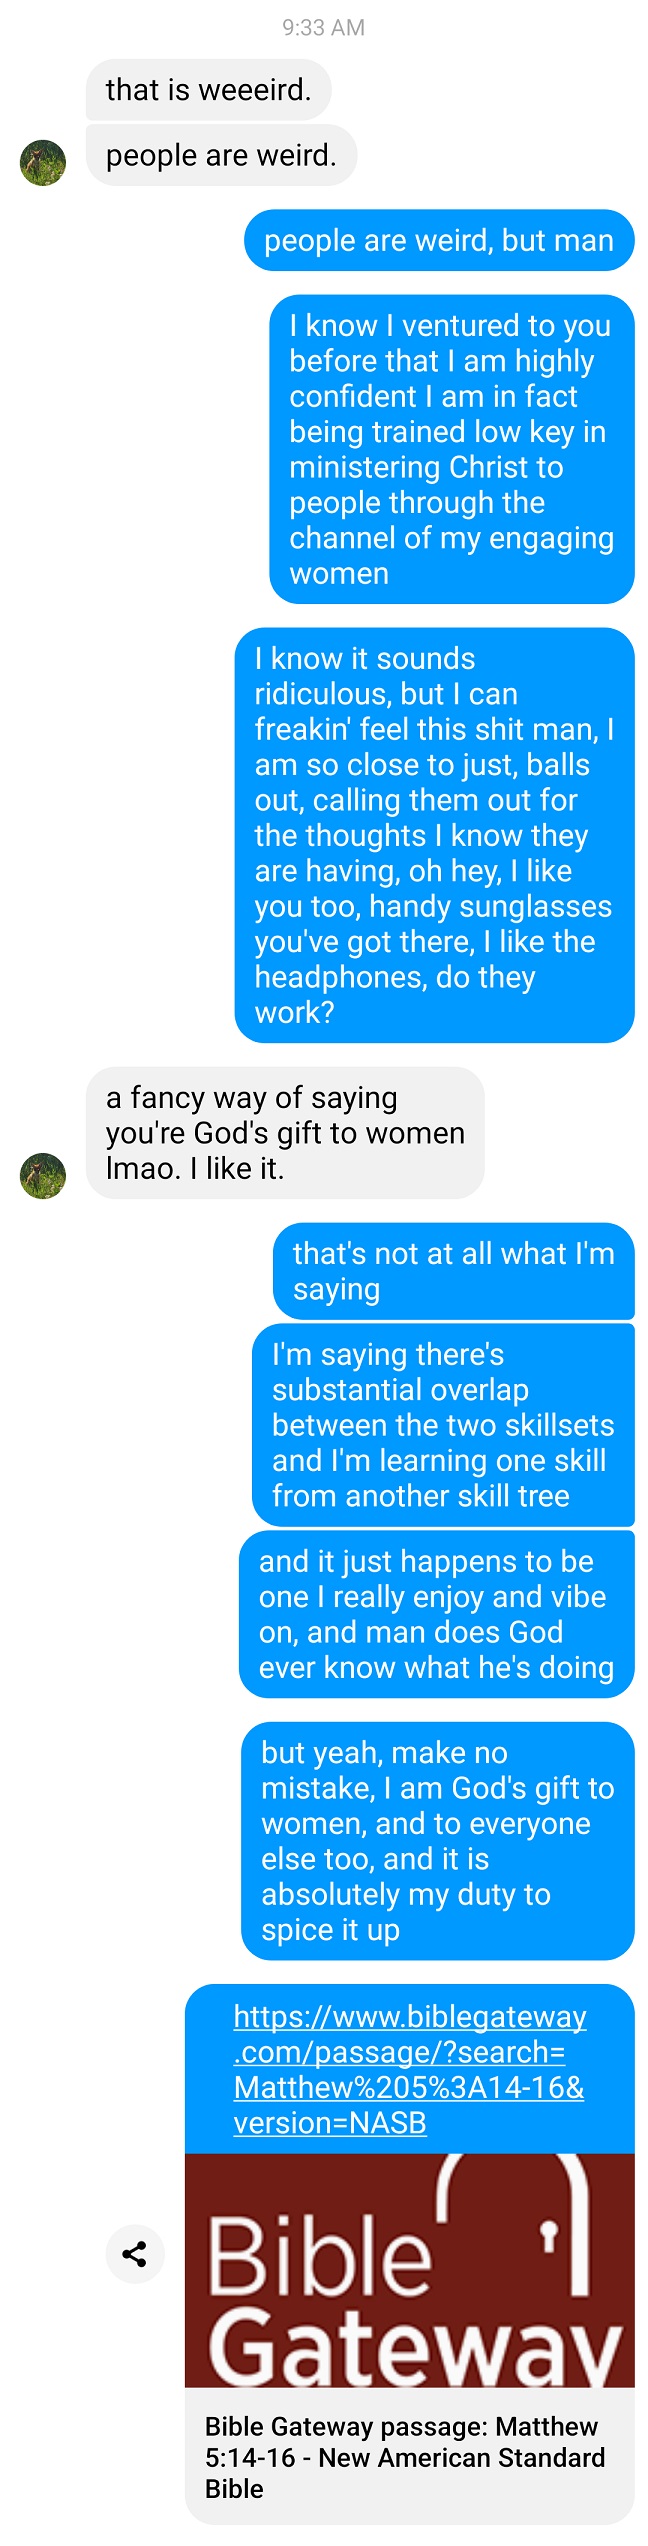 9:33 AM
that is weeeird.
people are weird.
people are weird, but man
I know I ventured to you
before that I am highly
confident I am in fact
being trained low key in
ministering Christ to
people through the
channel of my engaging
women
I know it sounds
ridiculous, but I can
freakin' feel this shit man, I
am so close to just, balls
out, calling them out for
the thoughts I know they
are having, oh hey, I like
you too, handy sunglasses
you've got there, I like the
headphones, do they
work?
a fancy way of saying
you're God's gift to women
lmao. I like it.
that's not at all what I'm
saying
I'm saying there's
substantial overlap
between the two skillsets
and I'm learning one skill
from another skill tree
and it just happens to be
one I really enjoy and vibe
on, and man does God
ever know what he's doing
but yeah, make no
mistake, I am God's gift to
women, and to everyone
else too, and it is
absolutely my duty to
spice it up
https://www.biblegateway
.com/passage/?search=
Matthew%205%3A14-16&
version=NASB
Bible
Gateway
Bible Gateway passage: Matthew
5:14-16 - New American Standard
Bible